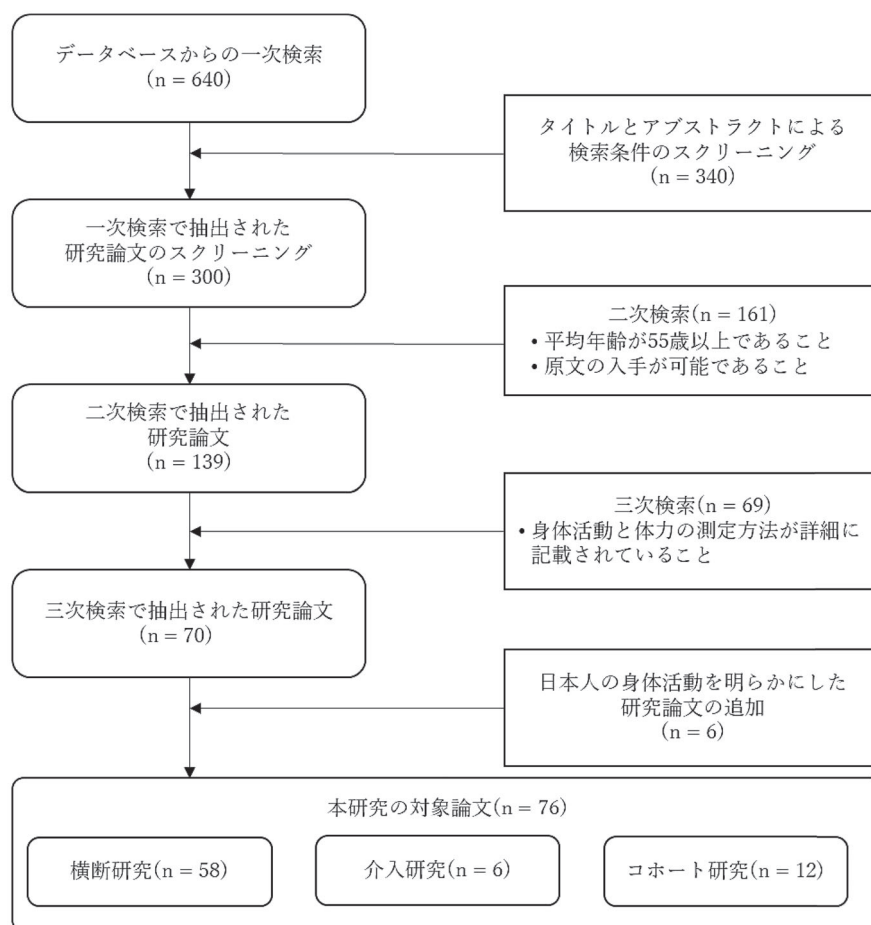 データベースからの一次検索
(n = 640)
タイトルとアブストラクトによる
検索条件のスクリーニング
(n = 340)
一次検索で抽出された
研究論文のスクリーニング
(n = 300)
二次検索(n = 161)
• 平均年齢が55歳以上であること
• 原文の入手が可能であること
二次検索で抽出された
研究論文
(n = 139)
三次検索(n = 69)
• 身体活動と体力の測定方法が詳細に
記載されていること
三次検索で抽出された研究論文
(n = 70)
日本人の身体活動を明らかにした
研究論文の追加
(n = 6)
本研究の対象論文(n = 76)
横断研究(n = 58)
介入研究(n = 6)
コホート研究(n = 12)